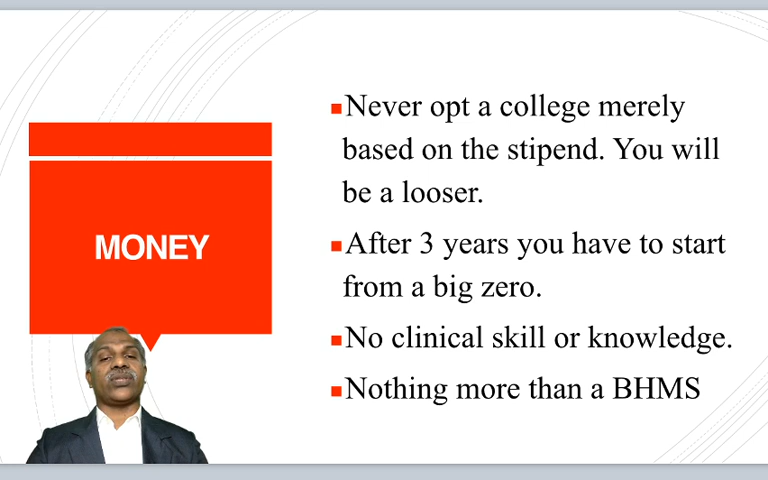 MONEY
Never opt a college merely
based on the stipend. You will
be a looser.
After 3 years you have to start
from a big zero.
No clinical skill or knowledge.
Nothing more than a BHMS